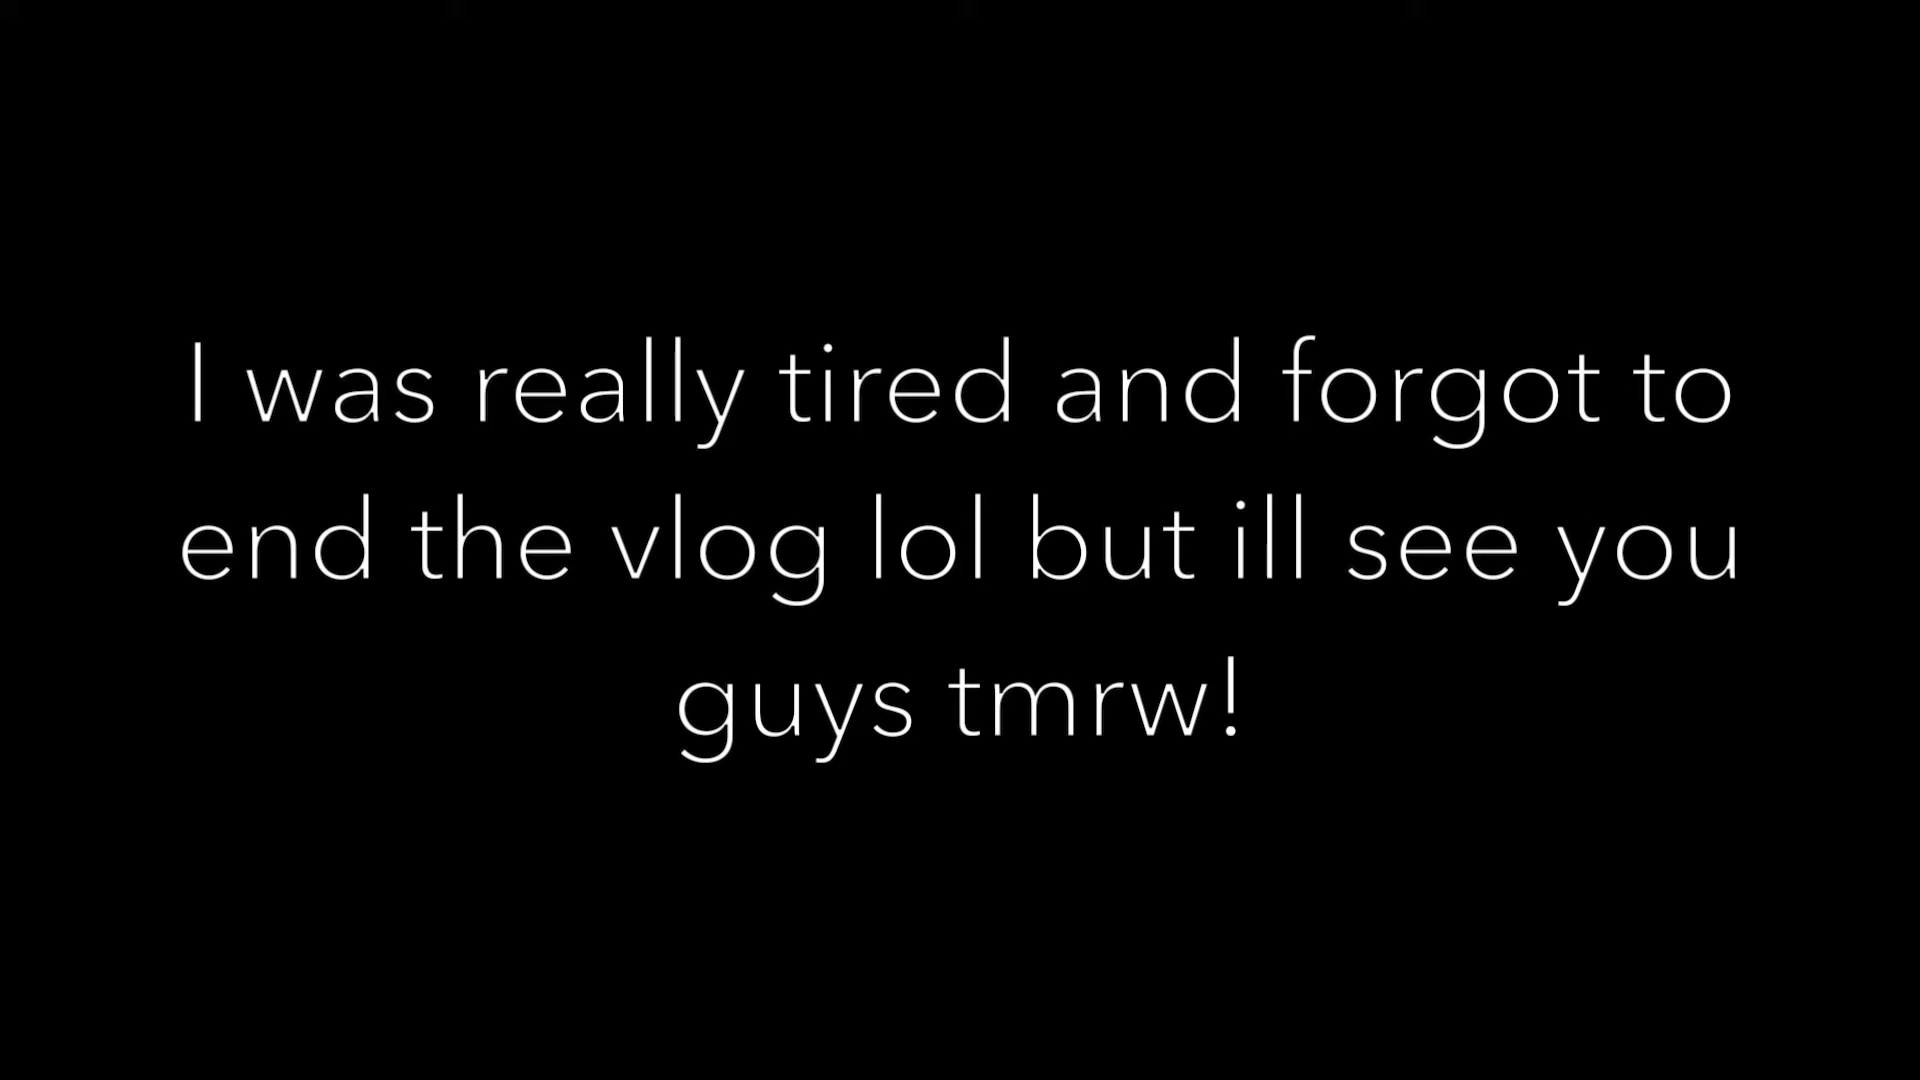 I was really tired and forgot to
end the vlog lol but ill see you
guys tmrw!